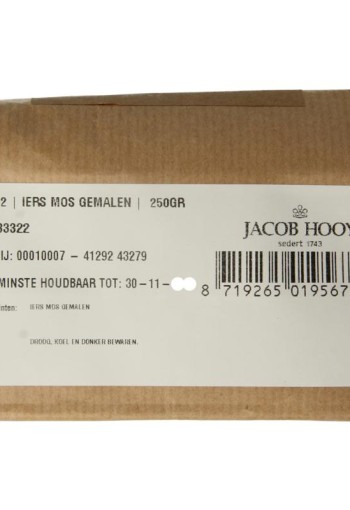 2 | IERS MOS GEMALEN | 250GR
33322
IJ: 00010007 - 41292 43279
MINSTE HOUDBAAR TOT: 30-11-
nten: IERS MOS GEMALEN
DROOG, KOEL EN DONKER BEWAREN.
JACOB HOOY
sedert 1743
8 719265 019567